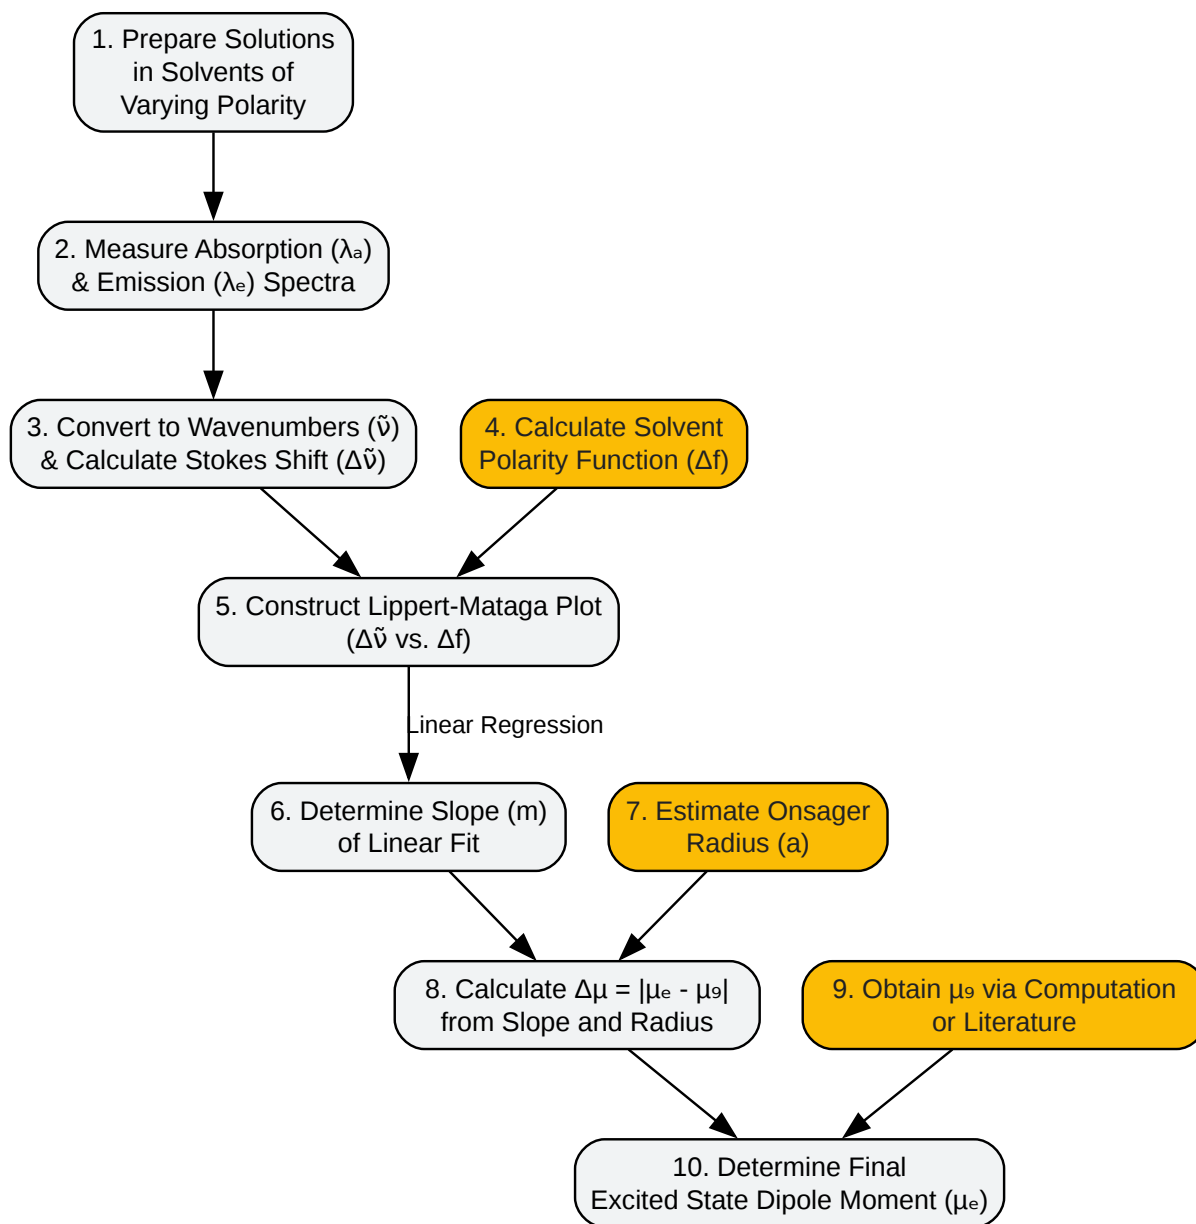 1. Prepare Solutions
in Solvents of
Varying Polarity
2. Measure Absorption (λₐ)
& Emission (λₑ) Spectra
3. Convert to Wavenumbers (ṽ)
& Calculate Stokes Shift (Δṽ)
4. Calculate Solvent
Polarity Function (Δf)
5. Construct Lippert-Mataga Plot
(Δṽ vs. Δf)
Linear Regression
6. Determine Slope (m)
of Linear Fit
7. Estimate Onsager
Radius (a)
8. Calculate Δμ = |μₑ - μ₉|
from Slope and Radius
9. Obtain μ₉ via Computation
or Literature
10. Determine Final
Excited State Dipole Moment (μₑ)